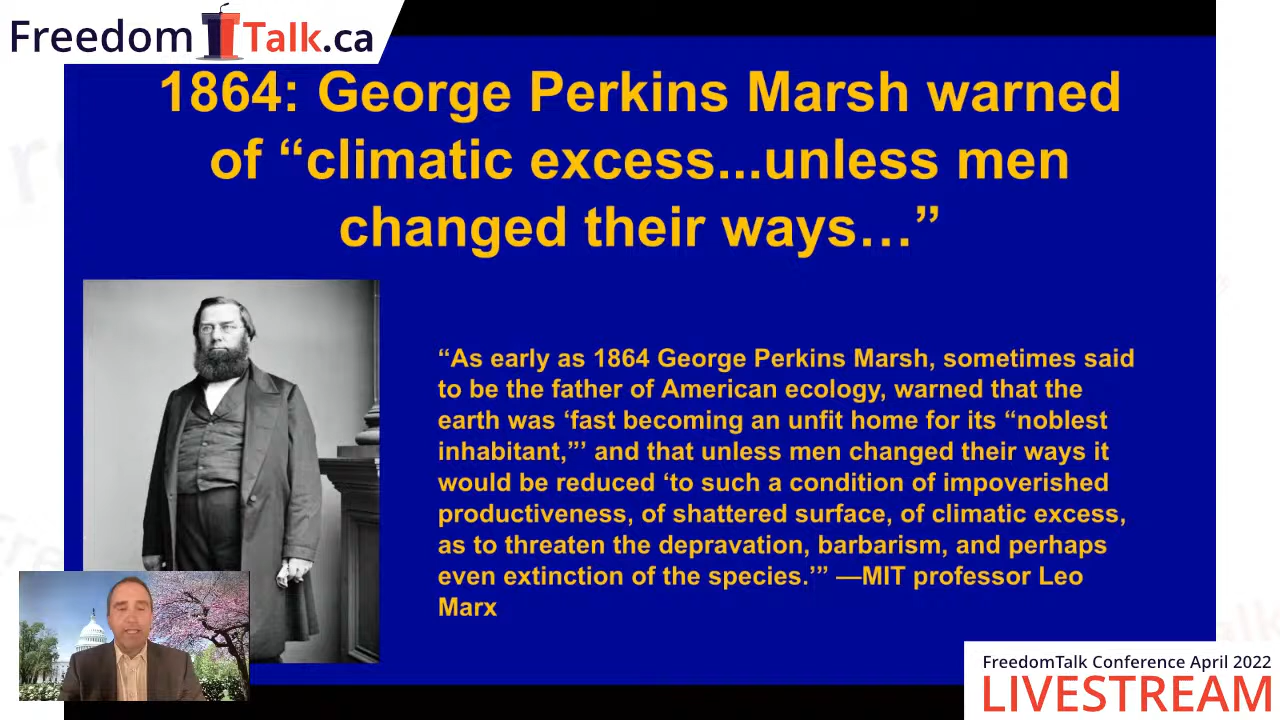 FreedomTalk.ca
1864: George Perkins Marsh warned
of “climatic excess...unless men
changed their ways…”
“As early as 1864 George Perkins Marsh, sometimes said
to be the father of American ecology, warned that the
earth was ‘fast becoming an unfit home for its “noblest
inhabitant,”’ and that unless men changed their ways it
would be reduced ‘to such a condition of impoverished
productiveness, of shattered surface, of climatic excess,
as to threaten the depravation, barbarism, and perhaps
even extinction of the species.’” —MIT professor Leo
Marx
FreedomTalk Conference April 2022
LIVESTREAM